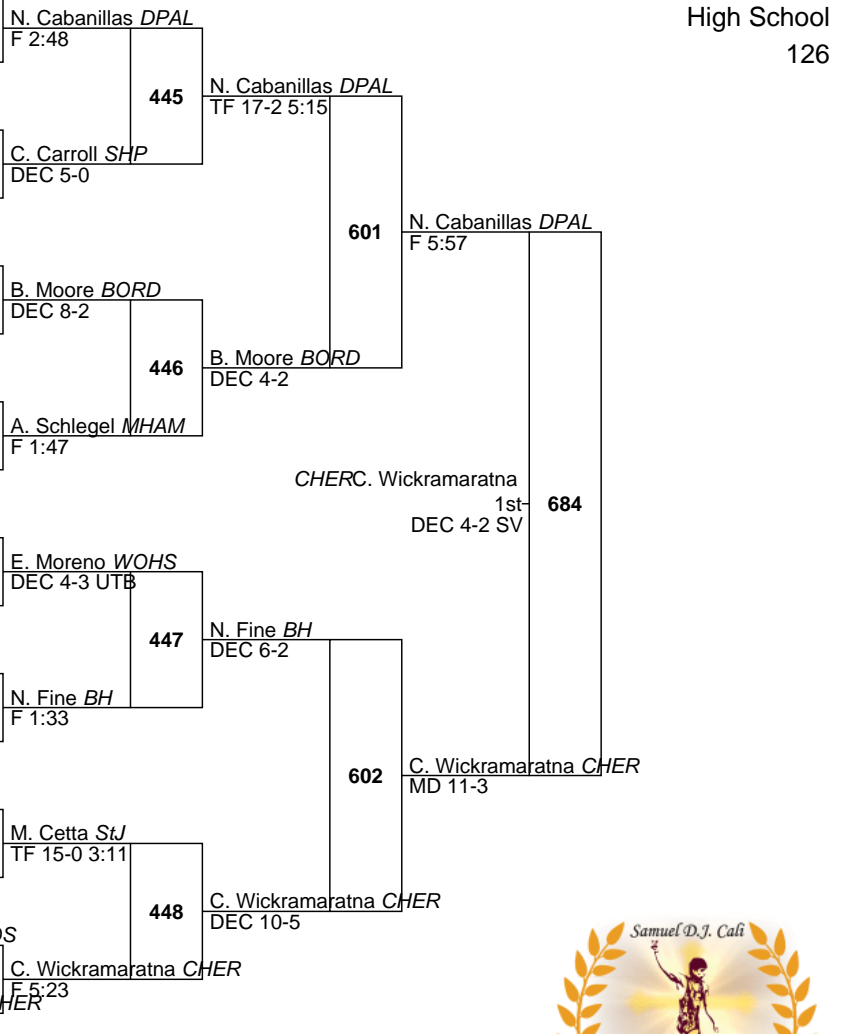 High School
126
N. Cabanillas DPAL
F 2:48
445
N. Cabanillas DPAL
TF 17-2 5:15
C. Carroll SHP
DEC 5-0
601
N. Cabanillas DPAL
F 5:57
B. Moore BORD
DEC 8-2
446
B. Moore BORD
DEC 4-2
A. Schlegel MHAM
F 1:47
CHERC. Wickramaratna
1st
DEC 4-2 SV
684
E. Moreno WOHS
DEC 4-3 UTB
447
N. Fine BH
DEC 6-2
N. Fine BH
F 1:33
602
C. Wickramaratna CHER
MD 11-3
M. Cetta StJ
TF 15-0 3:11
448
C. Wickramaratna CHER
DEC 10-5
C. Wickramaratna CHER
F 5:23
Samuel D.J. Cali